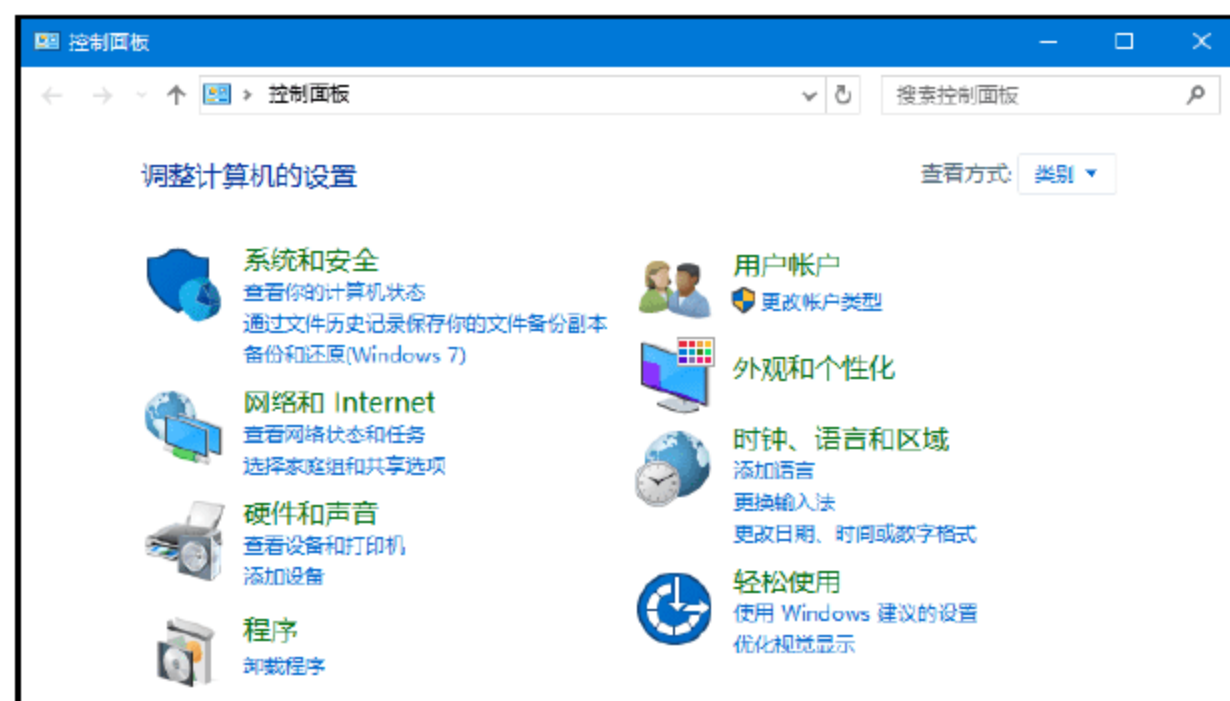 控制面板
控制面板
搜索控制面板
调整计算机的设置
查看方式: 类别
系统和安全
查看你的计算机状态
通过文件历史记录保存你的文件备份副本
备份和还原(Windows 7)
网络和 Internet
查看网络状态和任务
选择家庭组和共享选项
硬件和声音
查看设备和打印机
添加设备
程序
卸载程序
用户帐户
更改帐户类型
外观和个性化
时钟、语言和区域
添加语言
更换输入法
更改日期、时间或数字格式
轻松使用
使用 Windows 建议的设置
优化视觉显示